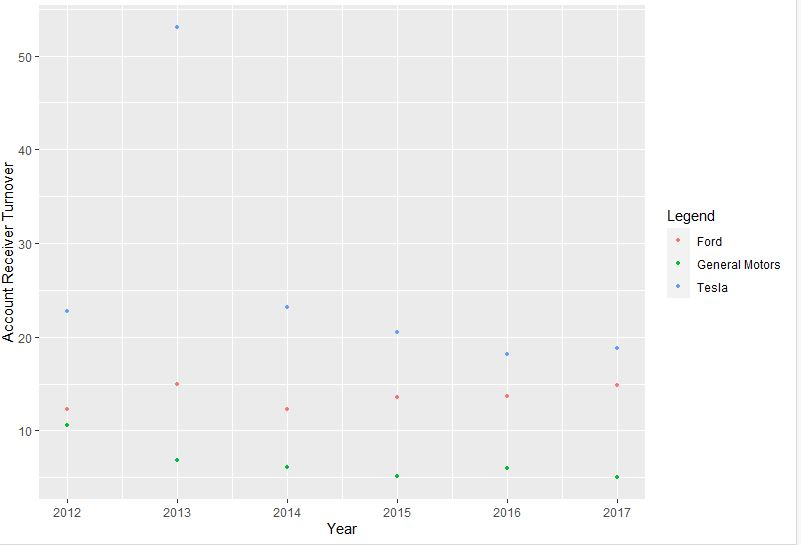 Account Receiver Turnover
50
40
30
20
10
2012 2013 2014 2015 2016 2017
Year
Legend
Ford
General Motors
Tesla